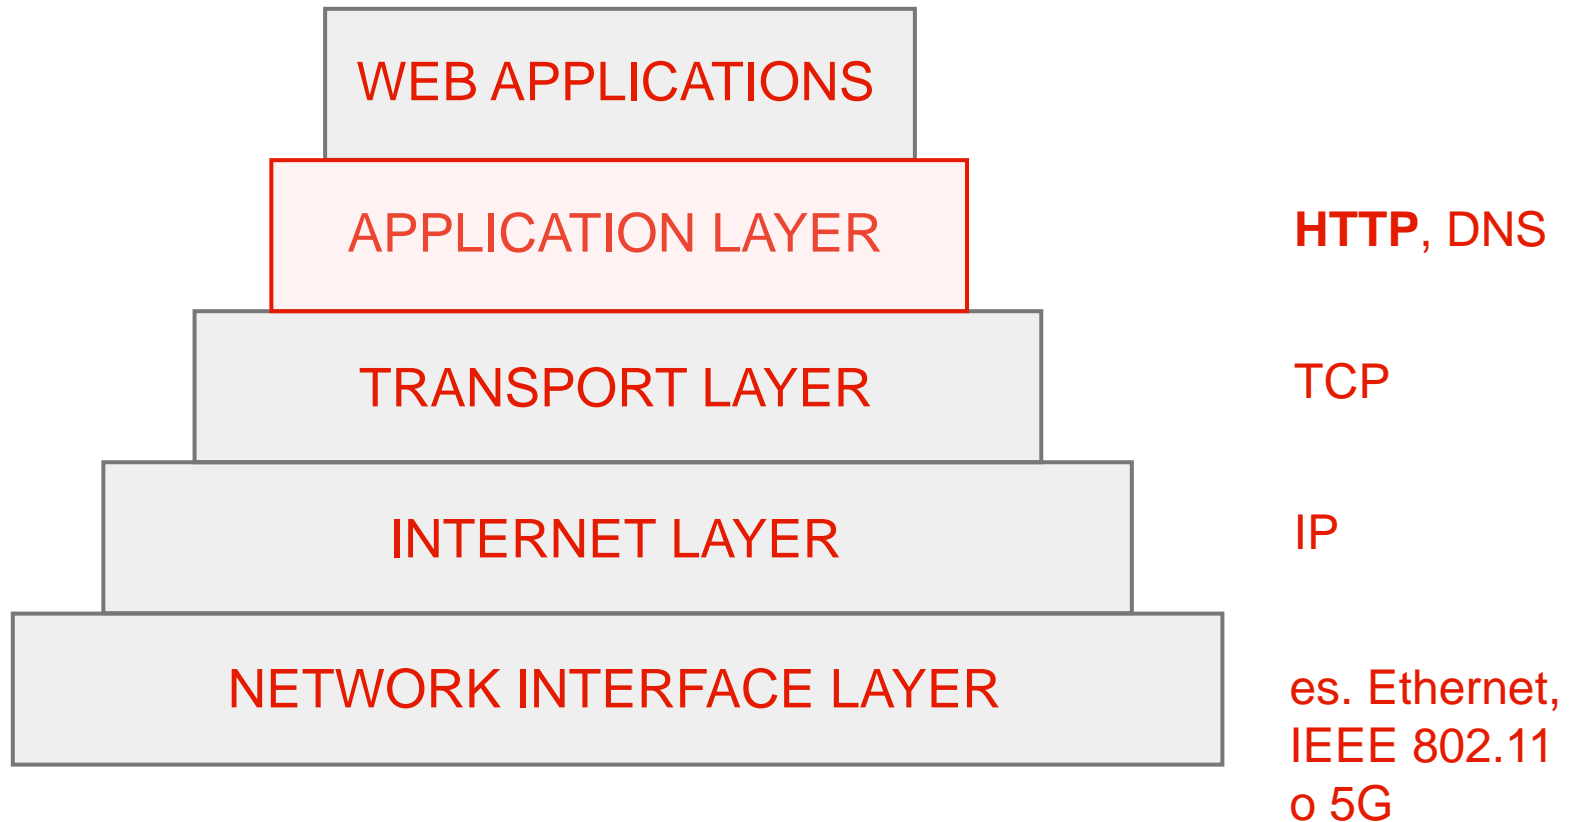 WEB APPLICATIONS
APPLICATION LAYER
HTTP, DNS
TRANSPORT LAYER
TCP
INTERNET LAYER
IP
NETWORK INTERFACE LAYER
es. Ethernet,
IEEE 802.11
o 5G